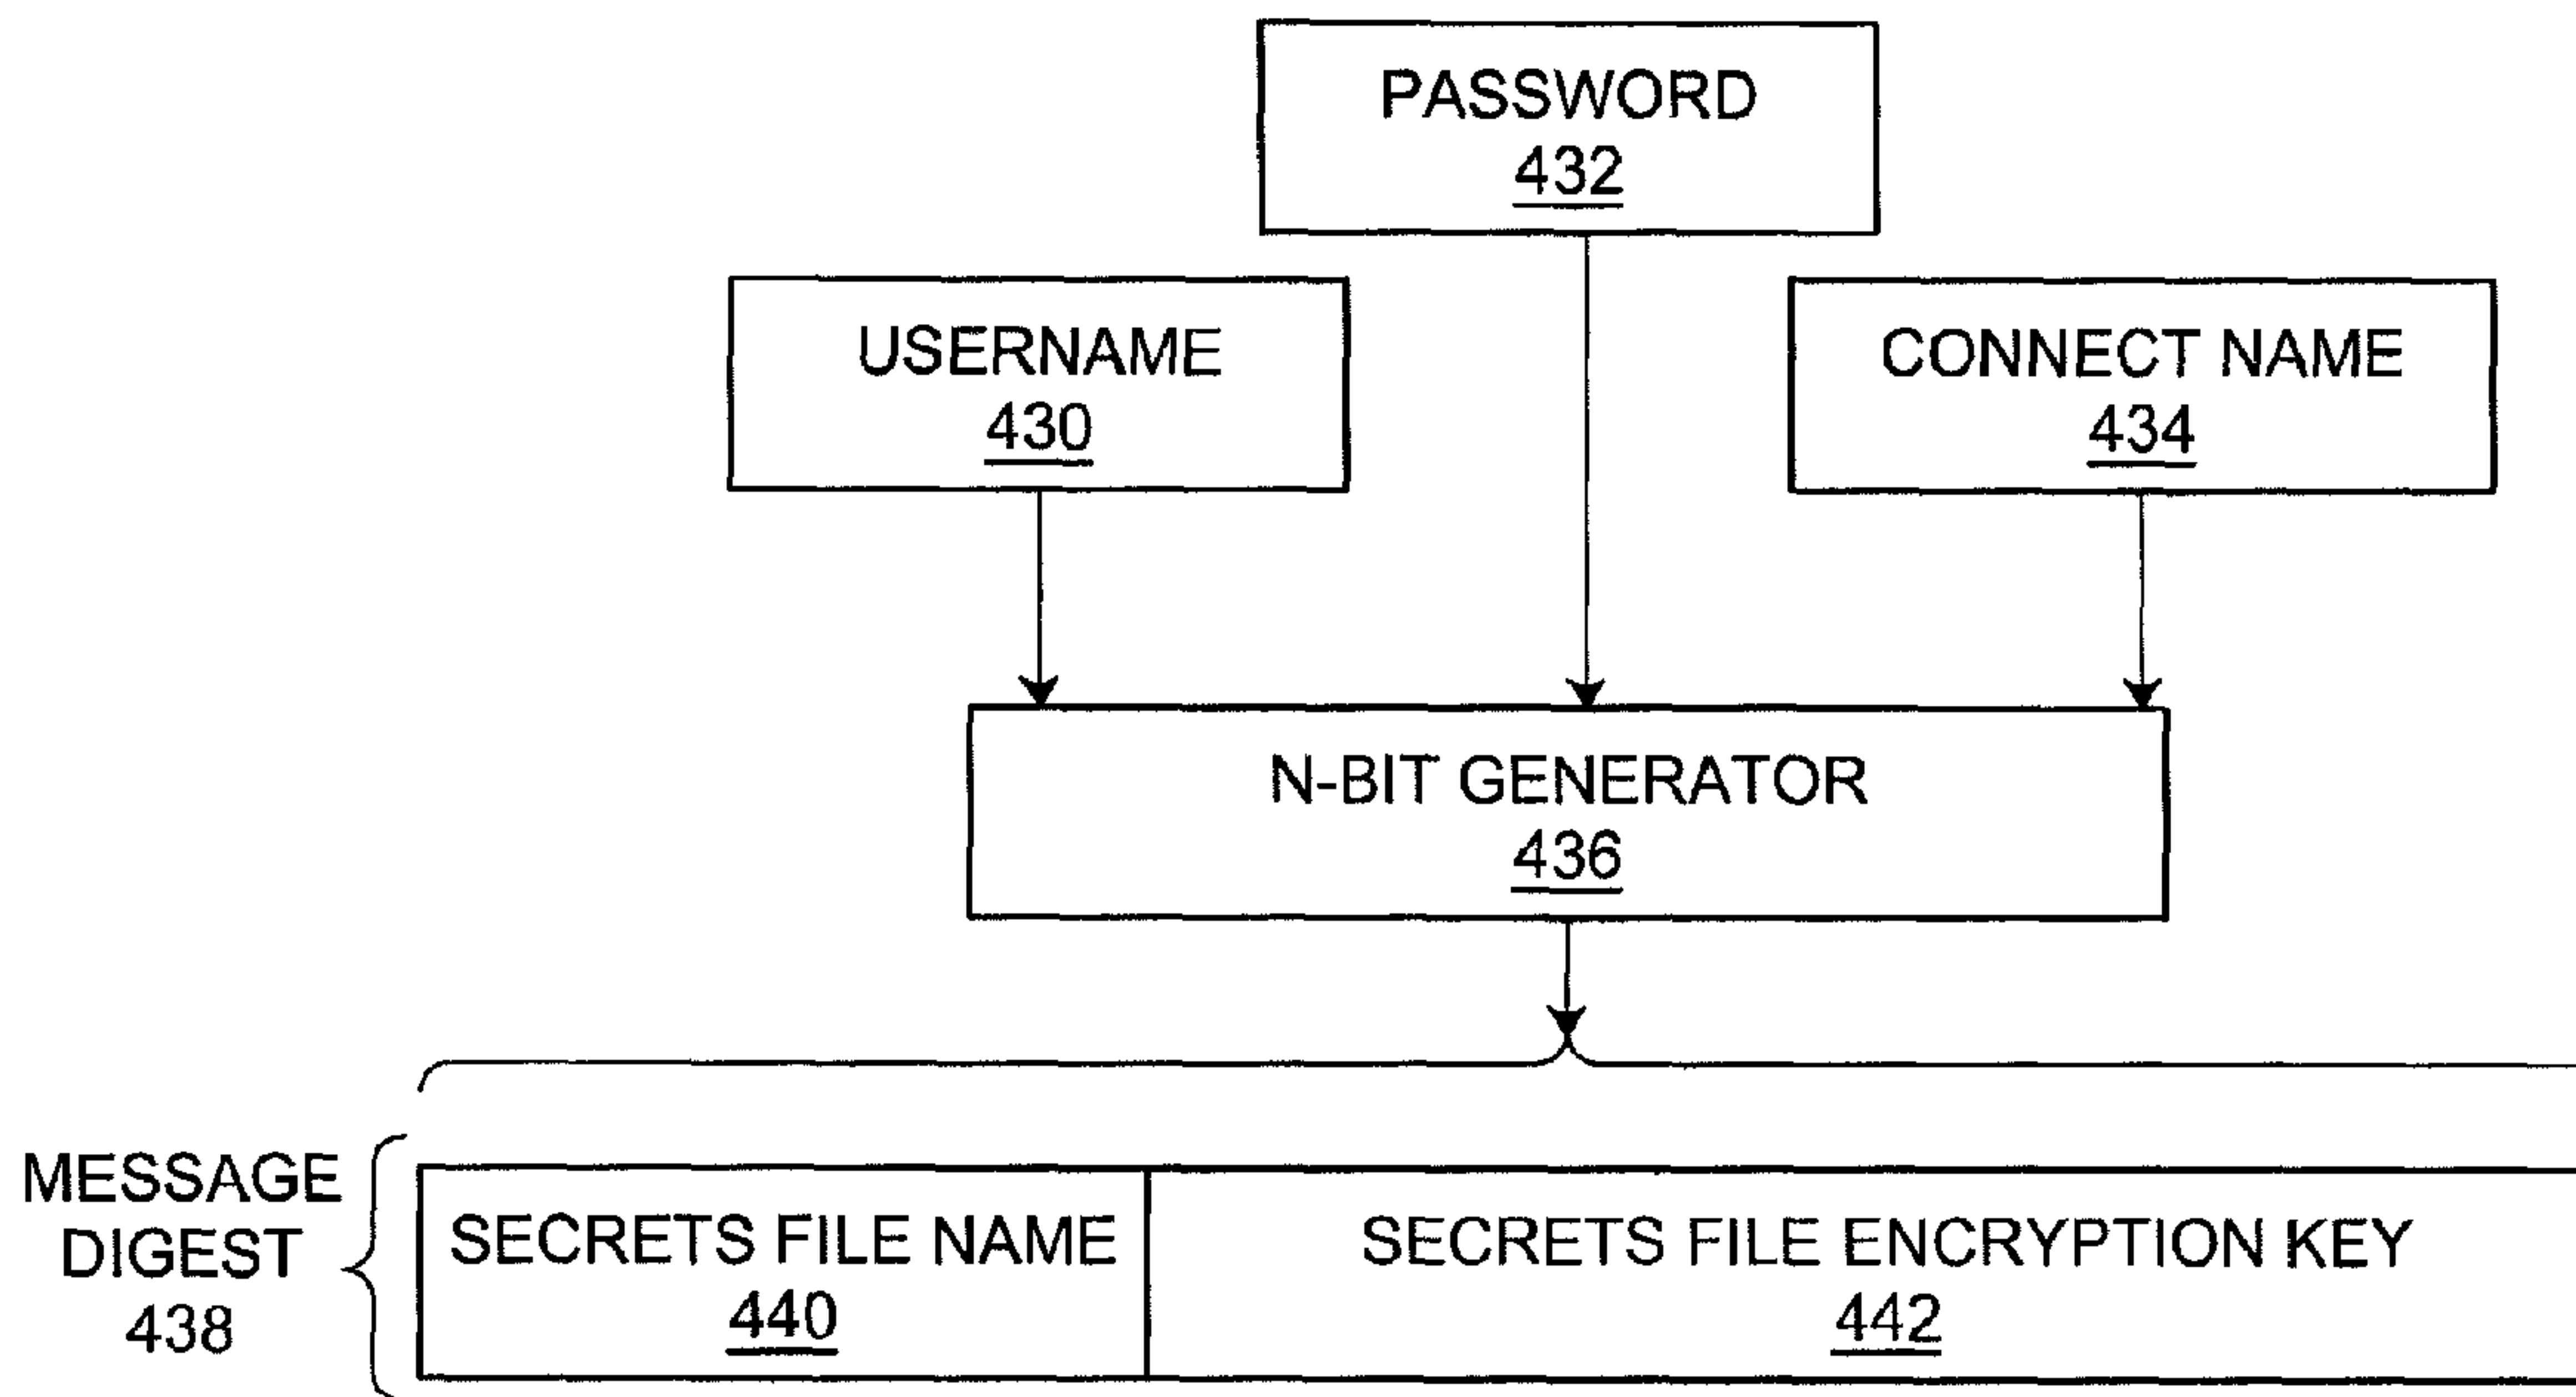 PASSWORD
432
USERNAME
430
CONNECT NAME
434
N-BIT GENERATOR
436
MESSAGE
DIGEST
438
SECRETS FILE NAME
440
SECRETS FILE ENCRYPTION KEY
442